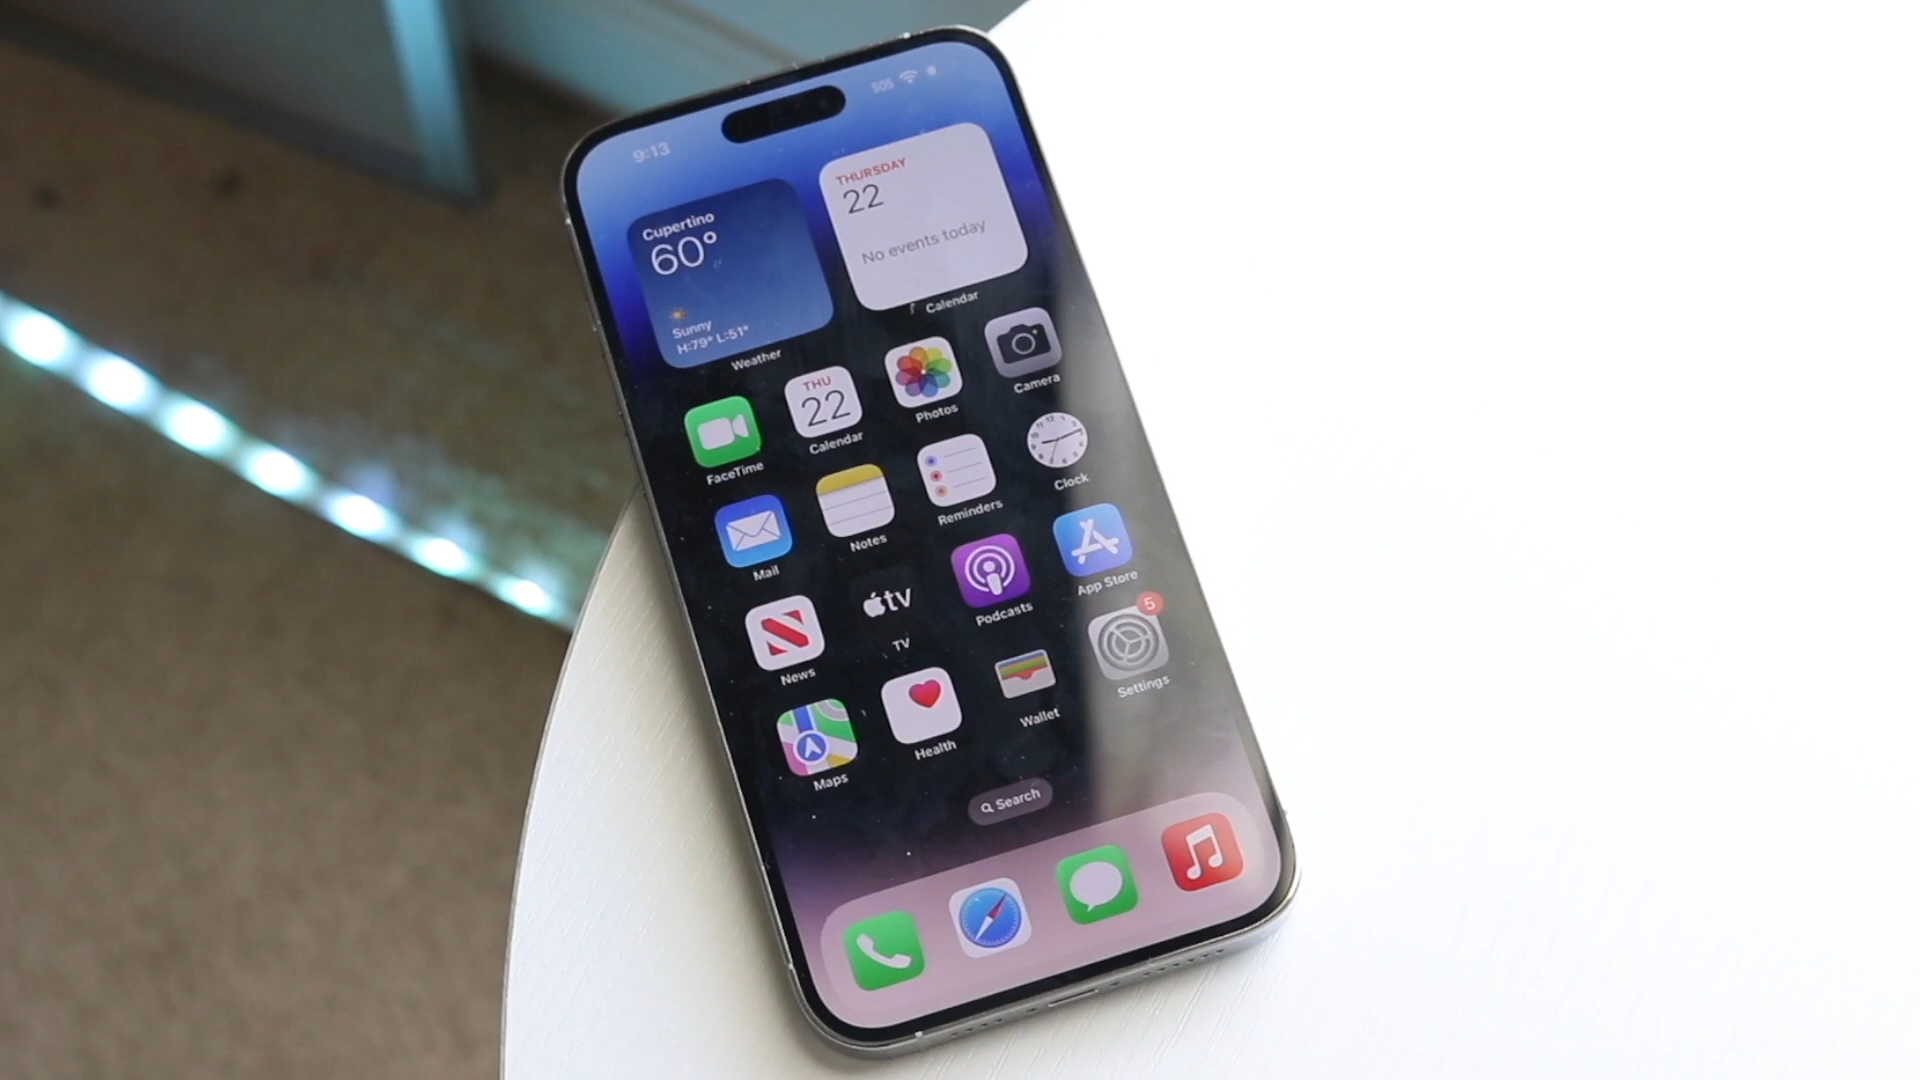 9:13
SOS
Cupertino
60°
Sunny
H:79° L:51°
Weather
THURSDAY
22
No events today
Calendar
FaceTime
THU
22
Calendar
Photos
Camera
Mail
Notes
Reminders
Clock
News
tv
TV
Podcasts
App Store
5
Maps
Health
Wallet
Settings
Search